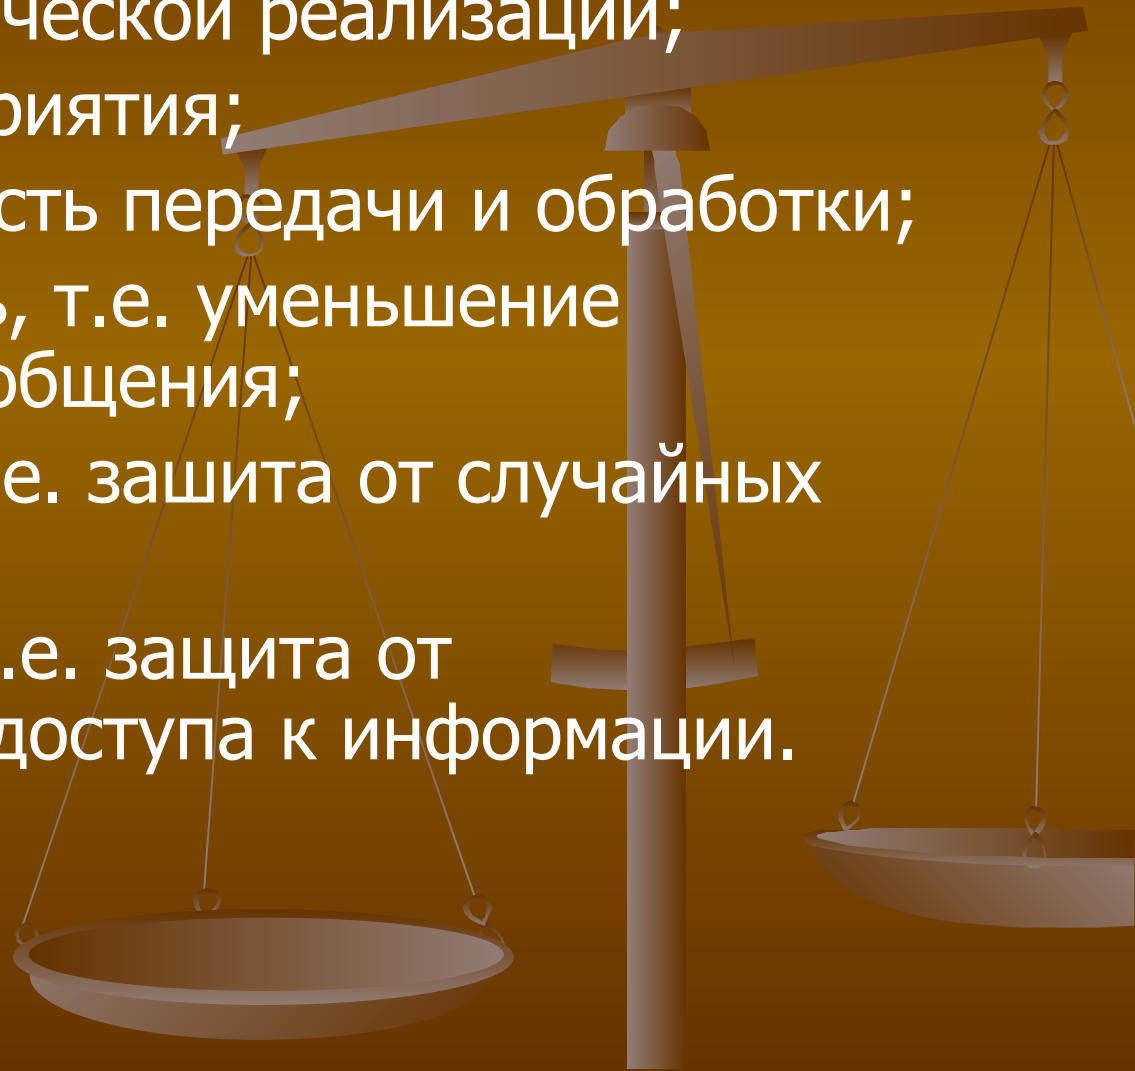 ческой реализации;
риятия;
сть передачи и обработки;
ь, т.е. уменьшение
общения;
е. зашита от случайных
.е. защита от
доступа к информации.